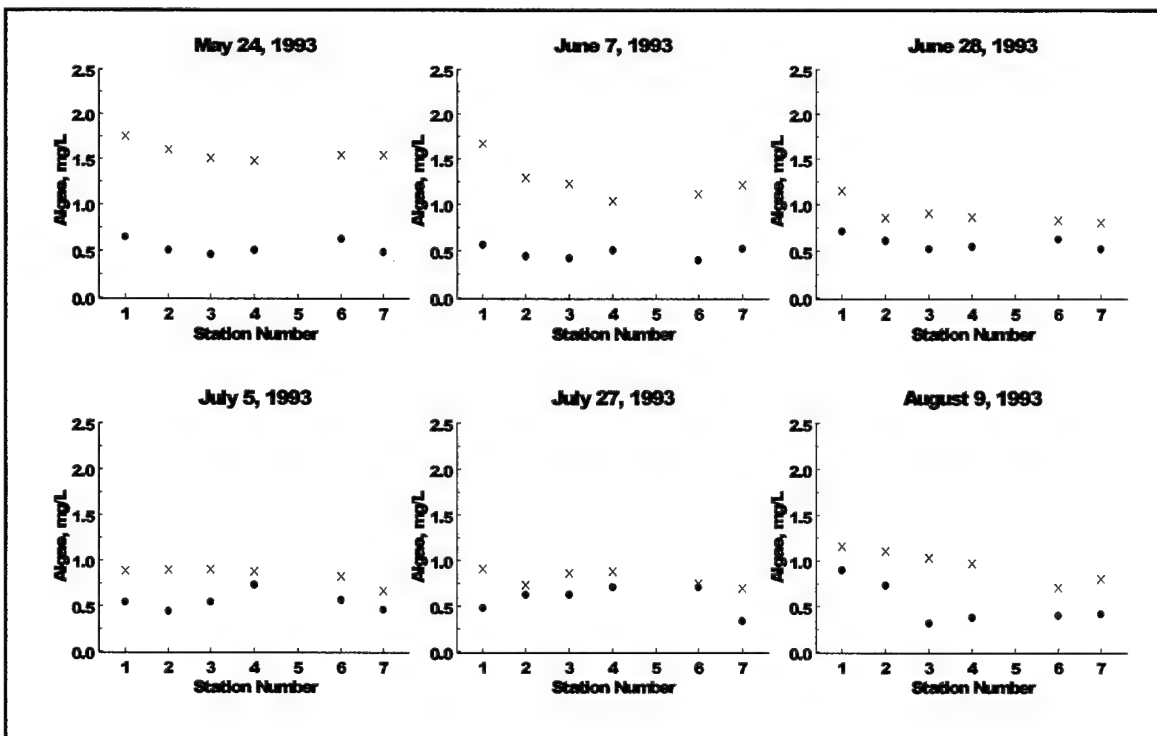 May 24, 1993
June 7, 1993
June 28, 1993
2.5
2.0
1.5
1.0
0.5
0.0
Algae, mg/L
1 2 3 4 5 6 7
Station Number
2.5
2.0
1.5
1.0
0.5
0.0
Algae, mg/L
1 2 3 4 5 6 7
Station Number
2.5
2.0
1.5
1.0
0.5
0.0
Algae, mg/L
1 2 3 4 5 6 7
Station Number
July 5, 1993
July 27, 1993
August 9, 1993
2.5
2.0
1.5
1.0
0.5
0.0
Algae, mg/L
1 2 3 4 5 6 7
Station Number
2.5
2.0
1.5
1.0
0.5
0.0
Algae, mg/L
1 2 3 4 5 6 7
Station Number
2.5
2.0
1.5
1.0
0.5
0.0
Algae, mg/L
1 2 3 4 5 6 7
Station Number